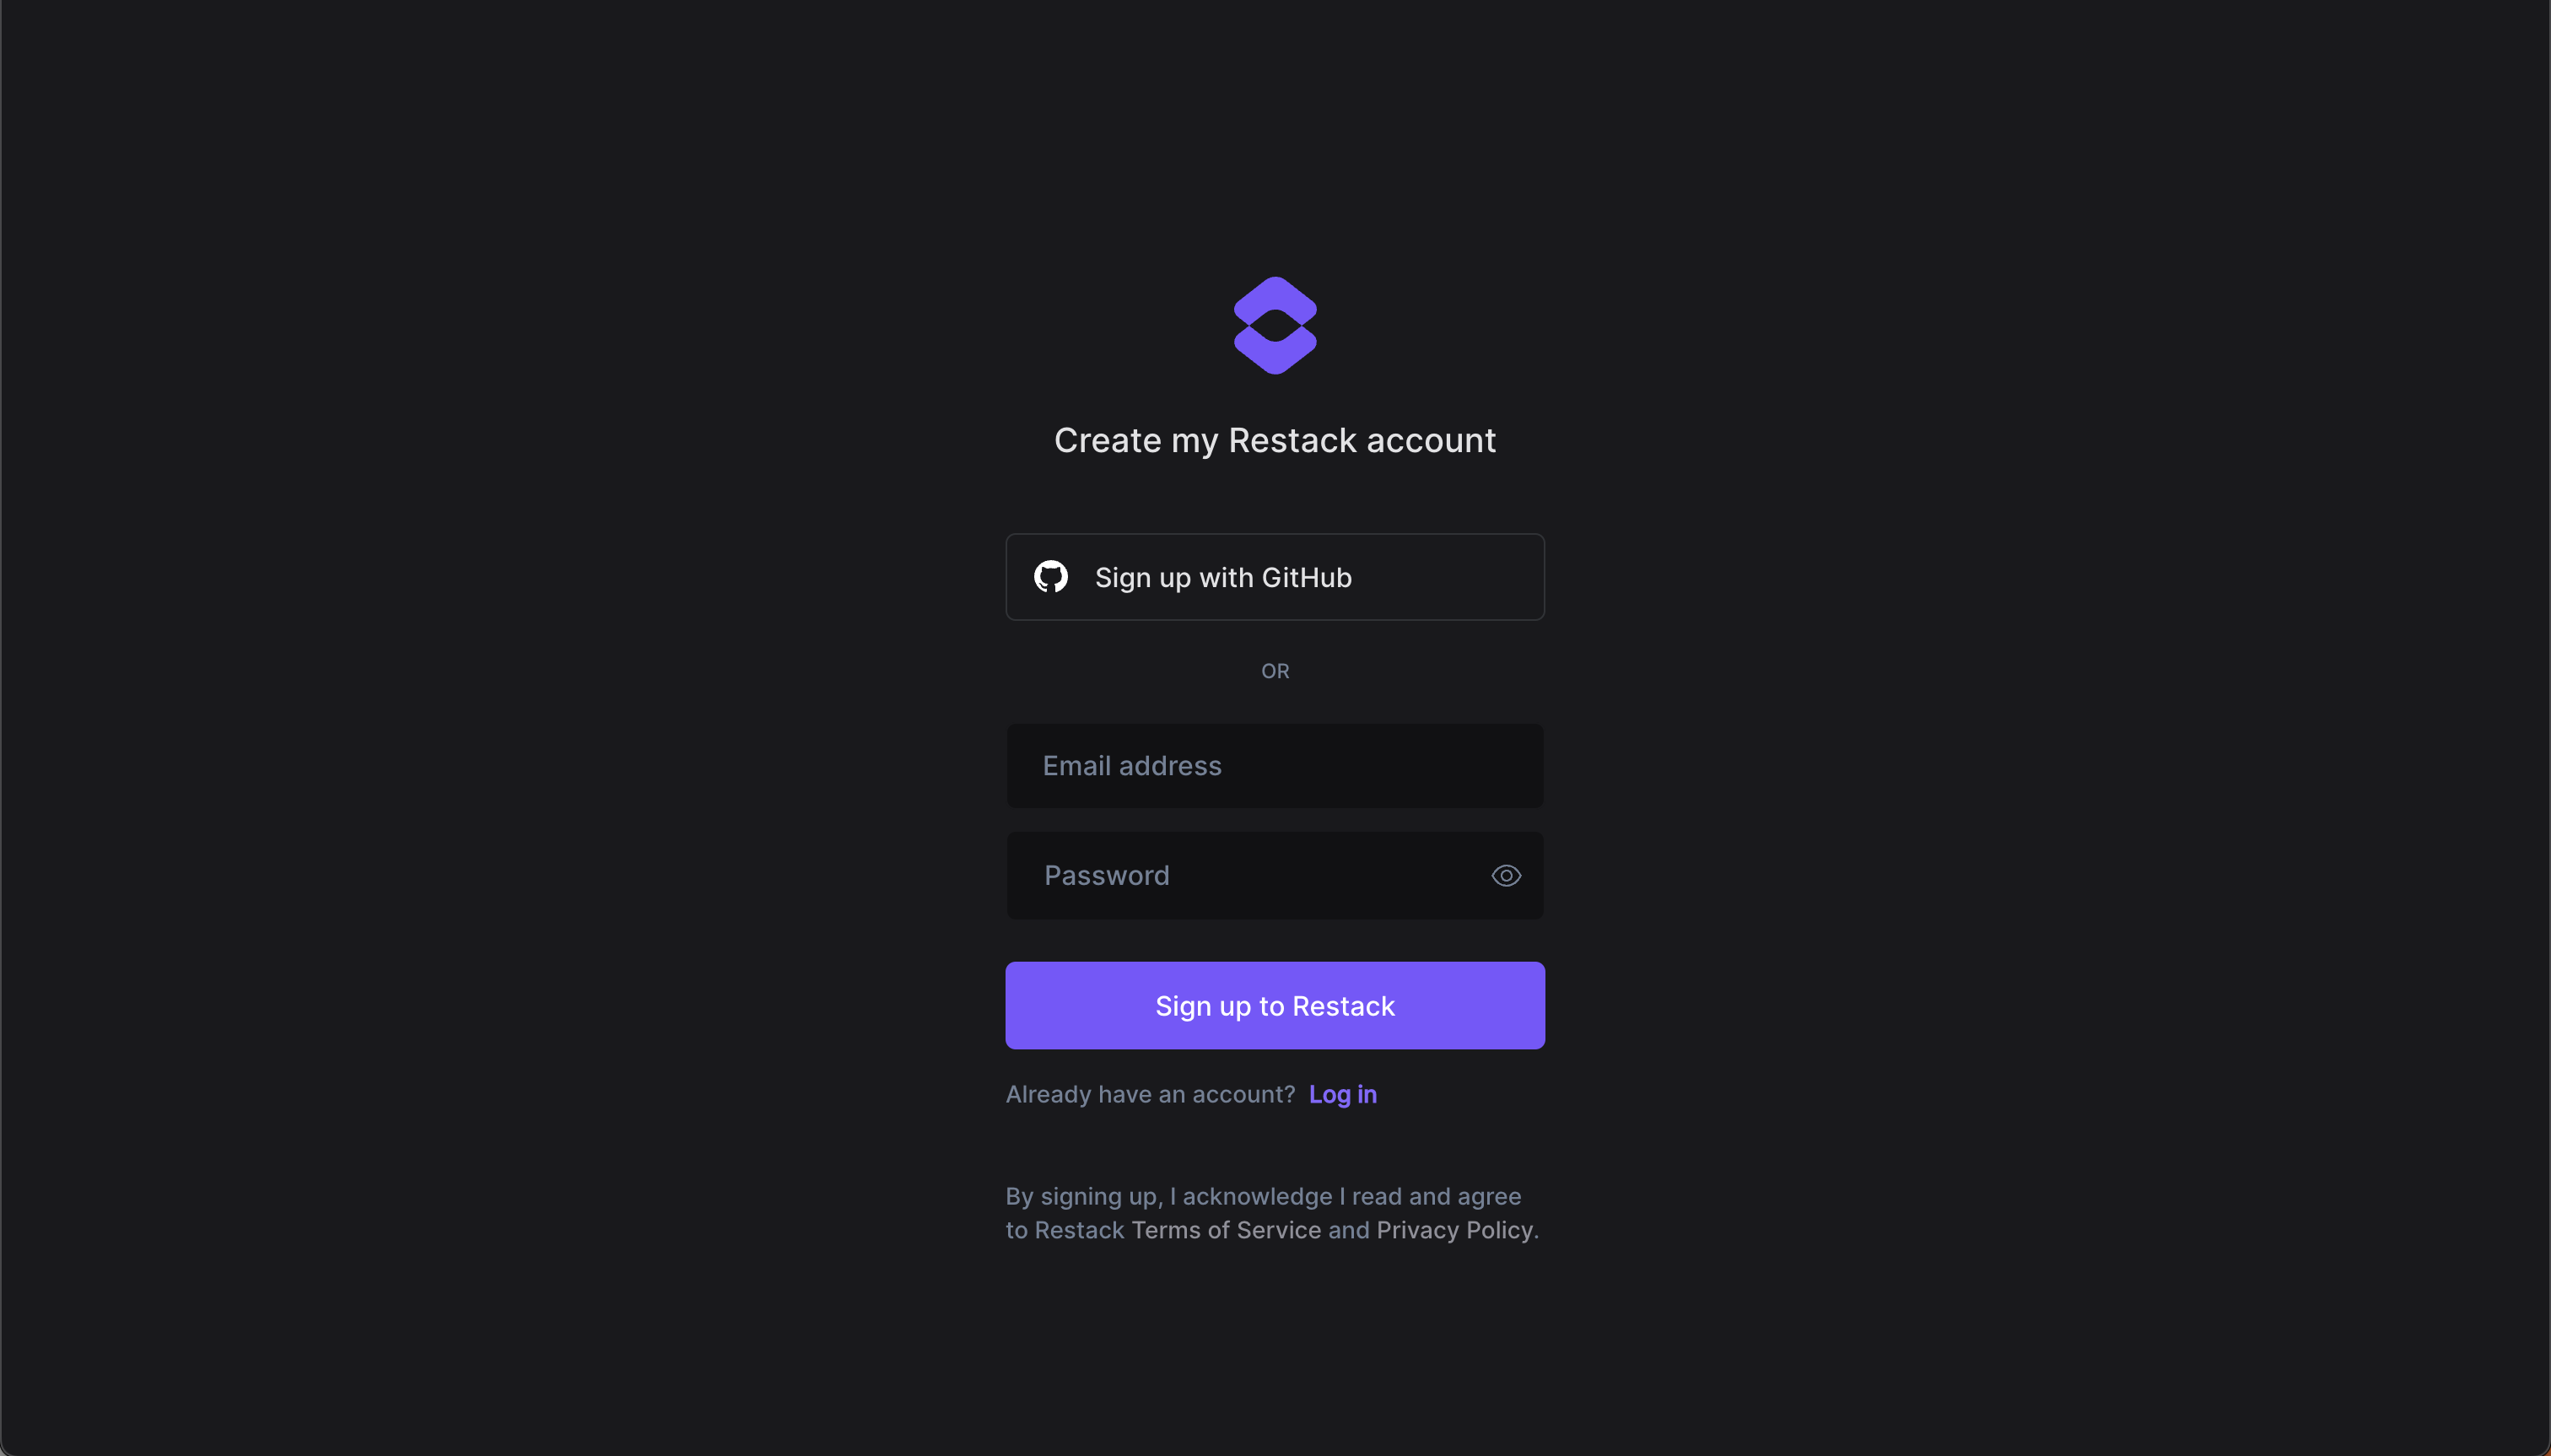 Create my Restack account
Sign up with GitHub
OR
Email address
Password
Sign up to Restack
Already have an account? Log in
By signing up, I acknowledge I read and agree
to Restack Terms of Service and Privacy Policy.